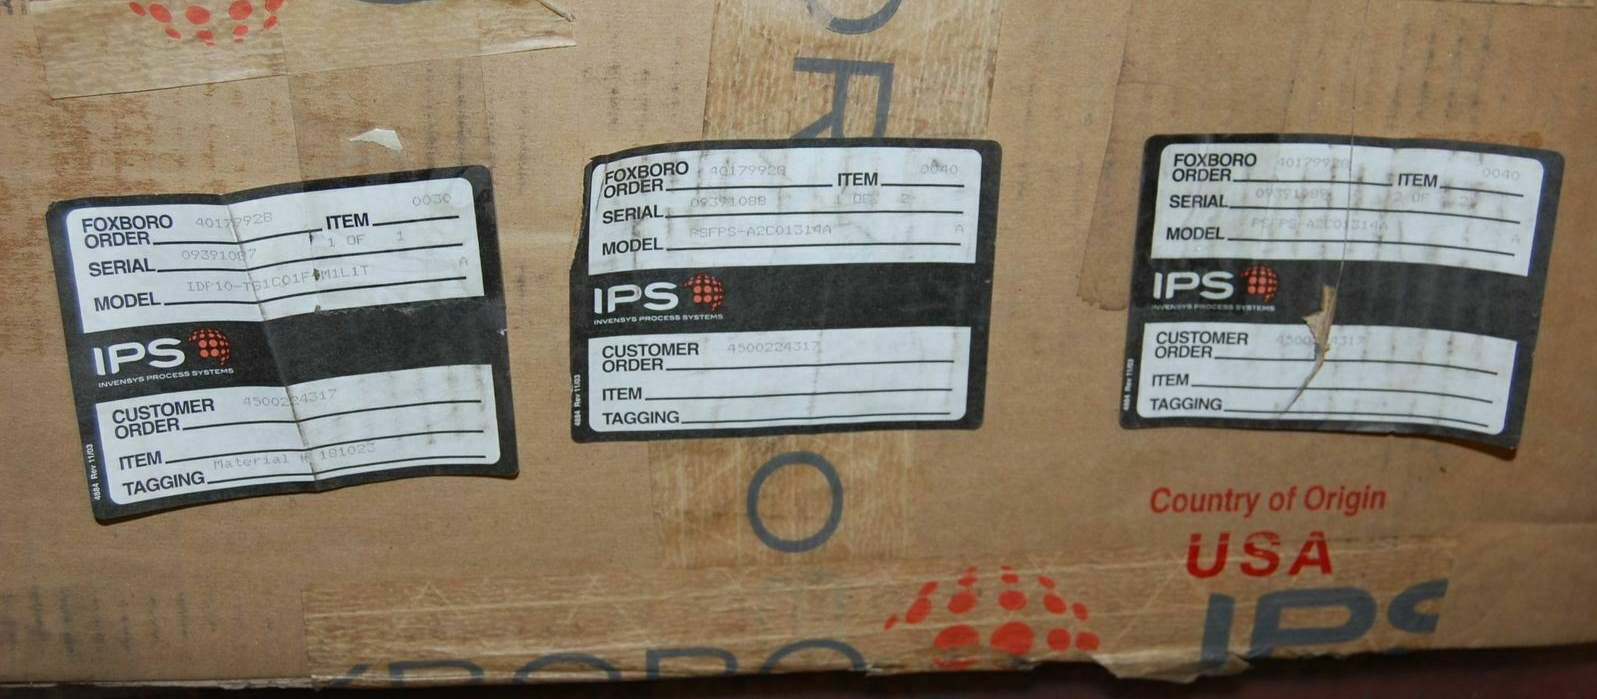 FOXBORO ORDER 40179928 ITEM 0030
SERIAL 09391087 1 OF 1
MODEL IDP10-T51C01F-M1L1T A
IPS
INVENSYS PROCESS SYSTEMS
CUSTOMER ORDER 4500224317
ITEM
TAGGING Material # 181023
4884 Rev 11/03
FOXBORO ORDER 40179928 ITEM 0040
SERIAL 09391088 1 OF 2
MODEL PSFPS-A2C01314A A
IPS
INVENSYS PROCESS SYSTEMS
CUSTOMER ORDER 4500224317
ITEM
TAGGING
4884 Rev 11/03
FOXBORO ORDER 40179928 ITEM 0040
SERIAL 2 OF 2
MODEL PSFPS-A2C01314A A
IPS
INVENSYS PROCESS SYSTEMS
CUSTOMER ORDER
ITEM
TAGGING
4884 Rev 11/03
Country of Origin
USA
IPS